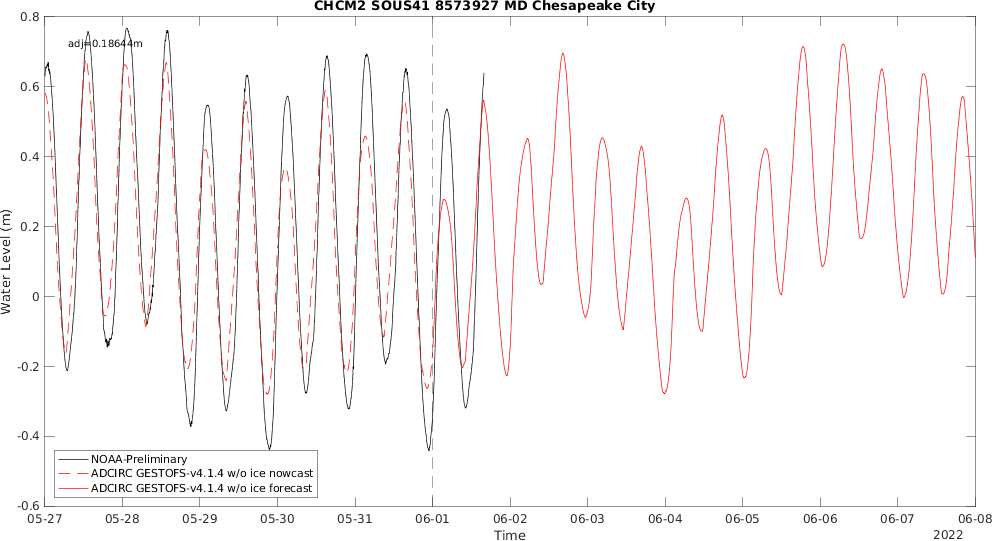 CHCM2 SOUS41 8573927 MD Chesapeake City
adj=0.18644m
0.8
0.6
0.4
0.2
0
-0.2
-0.4
-0.6
Water Level (m)
NOAA-Preliminary
ADCIRC GESTOFS-v4.1.4 w/o ice nowcast
ADCIRC GESTOFS-v4.1.4 w/o ice forecast
05-27 05-28 05-29 05-30 05-31 06-01 06-02 06-03 06-04 06-05 06-06 06-07 06-08
Time
2022